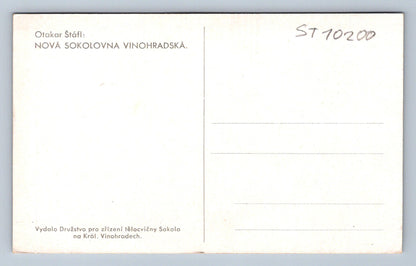 Otakar Štáfl:
NOVÁ SOKOLOVNA VINOHRADSKÁ.
ST 10200
Vydalo Družstvo pro zřízení tělocvičny Sokola
na Král. Vinohradech.